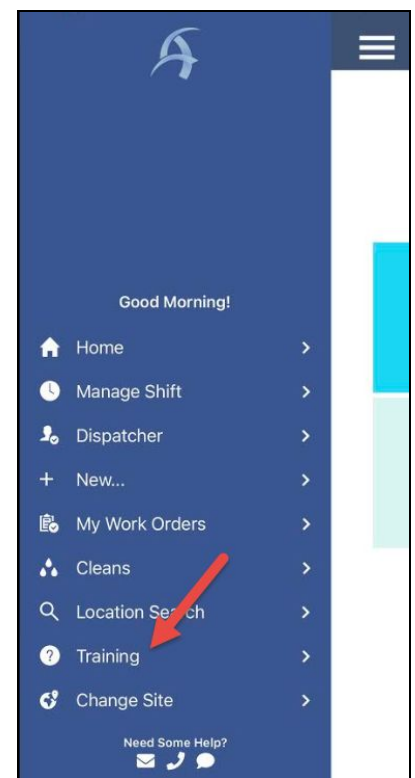 Good Morning!
Home
Manage Shift
Dispatcher
New...
My Work Orders
Cleans
Location Search
Training
Change Site
Need Some Help?